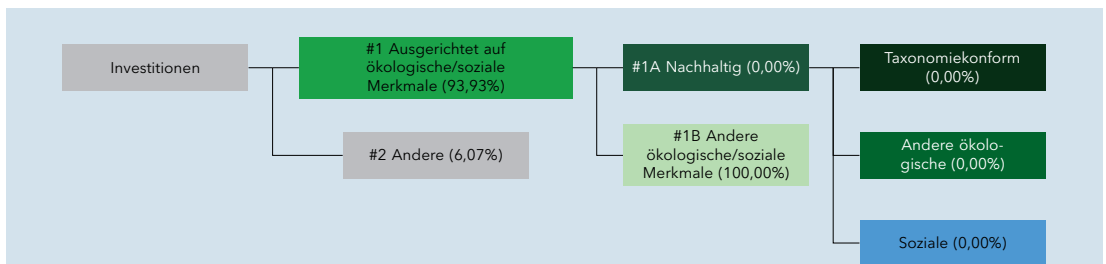 Investitionen
#1 Ausgerichtet auf
ökologische/soziale
Merkmale (93,93%)
#2 Andere (6,07%)
#1A Nachhaltig (0,00%)
#1B Andere
ökologische/soziale
Merkmale (100,00%)
Taxonomiekonform
(0,00%)
Andere ökolo-
gische (0,00%)
Soziale (0,00%)